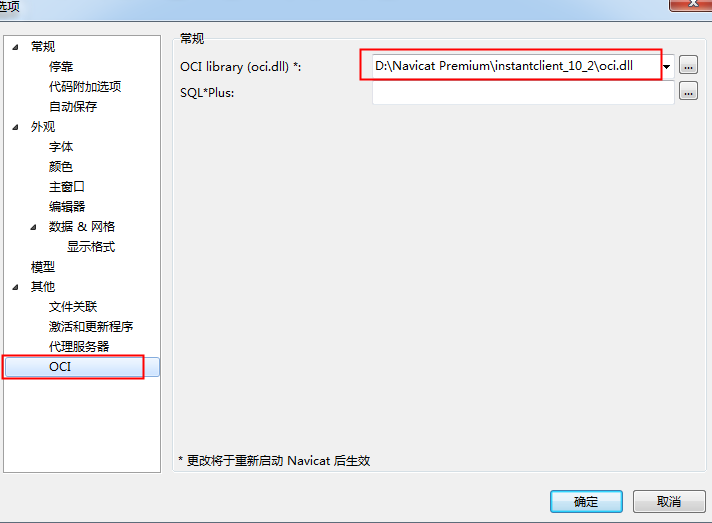 选项
常规
停靠
代码附加选项
自动保存
外观
字体
颜色
主窗口
编辑器
数据 & 网格
显示格式
模型
其他
文件关联
激活和更新程序
代理服务器
OCI
常规
OCI library (oci.dll) *:
D:\Navicat Premium\instantclient_10_2\oci.dll
...
SQL*Plus:
...
* 更改将于重新启动 Navicat 后生效
确定
取消